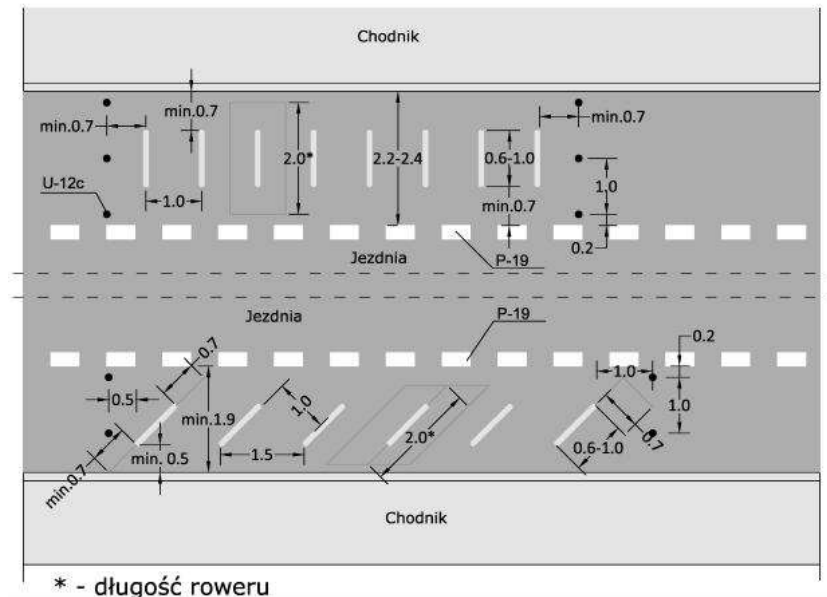 Chodnik
min.0.7
min.0.7
min.0.7
2.0*
2.2-2.4
0.6-1.0
1.0
U-12c
1.0
min.0.7
0.2
Jezdnia
P-19
Jezdnia
P-19
0.2
0.7
1.0
0.5
1.0
1.0
min.1.9
2.0*
min. 0.5
1.5
0.6-1.0
0.7
min.0.7
Chodnik
* - długość roweru